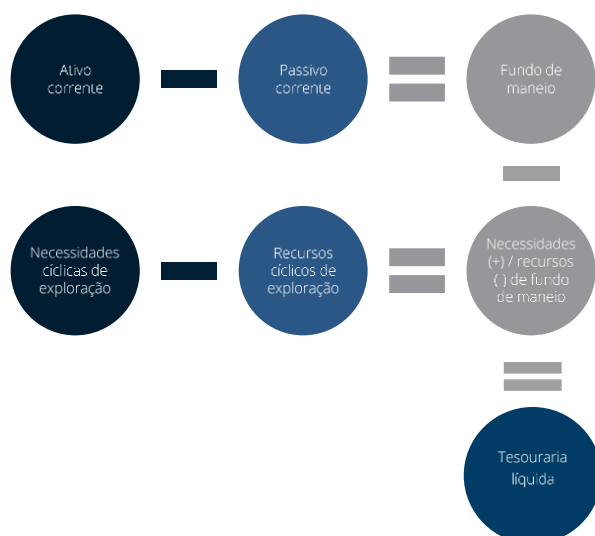 Ativo
corrente
Passivo
corrente
Fundo de
maneio
Necessidades
cíclicas de
exploração
Recursos
cíclicos de
exploração
Necessidades
(+) / recursos
( ) de fundo
de maneio
Tesouraria
líquida